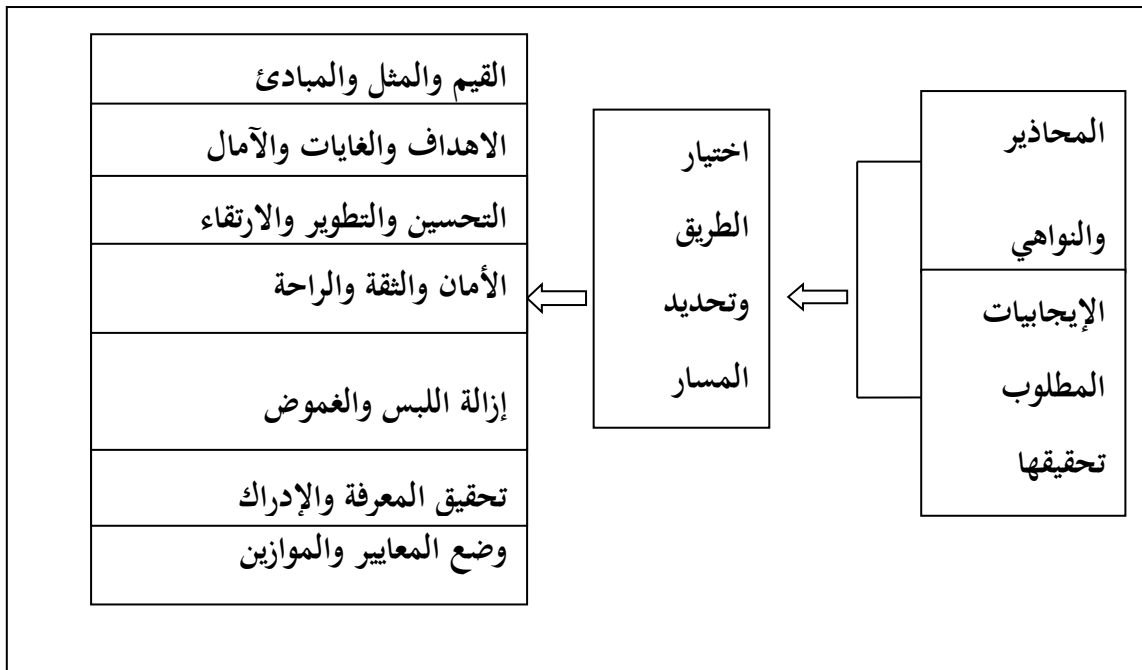 المحاذير
والنواهي
الإيجابيات
المطلوب
تحقيقها
اختيار
الطريق
وتحديد
المسار
القيم والمثل والمبادئ
الاهداف والغايات والآمال
التحسين والتطوير والارتقاء
الأمان والثقة والراحة
إزالة اللبس والغموض
تحقيق المعرفة والإدراك
وضع المعايير والموازين